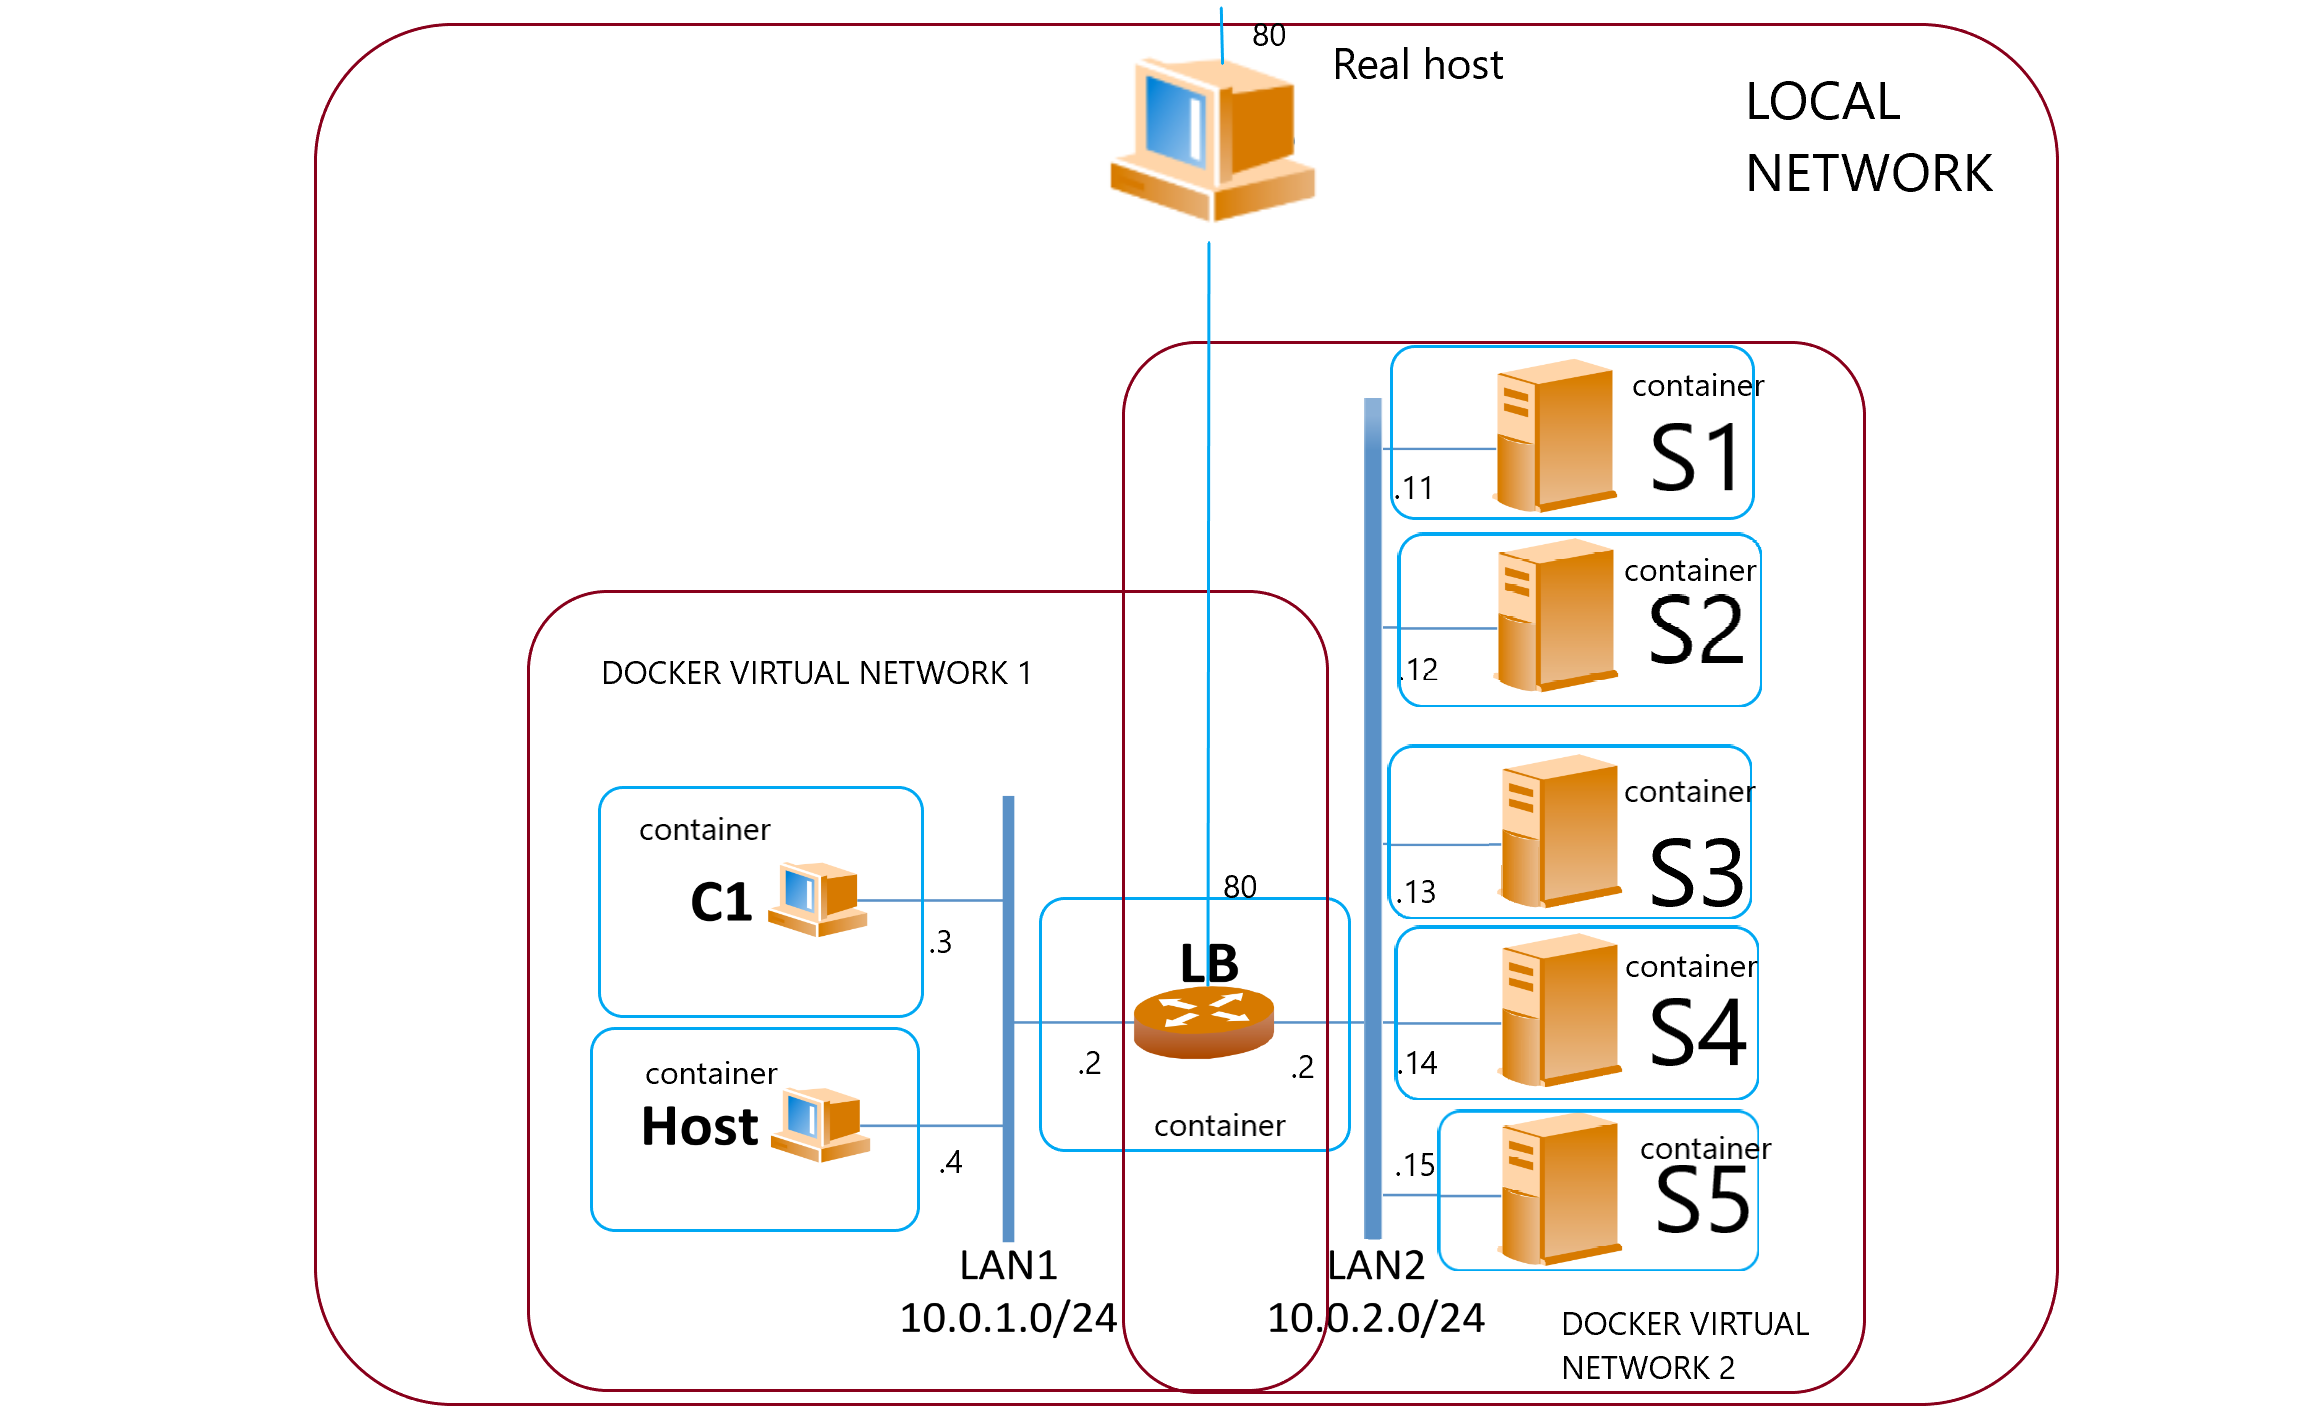 80
Real host
LOCAL
NETWORK
container
S1
.11
container
S2
.12
DOCKER VIRTUAL NETWORK 1
container
S3
.13
container
C1
.3
80
LB
.2
.2
container
container
S4
.14
container
Host
.4
container
S5
.15
LAN1
10.0.1.0/24
LAN2
10.0.2.0/24
DOCKER VIRTUAL
NETWORK 2